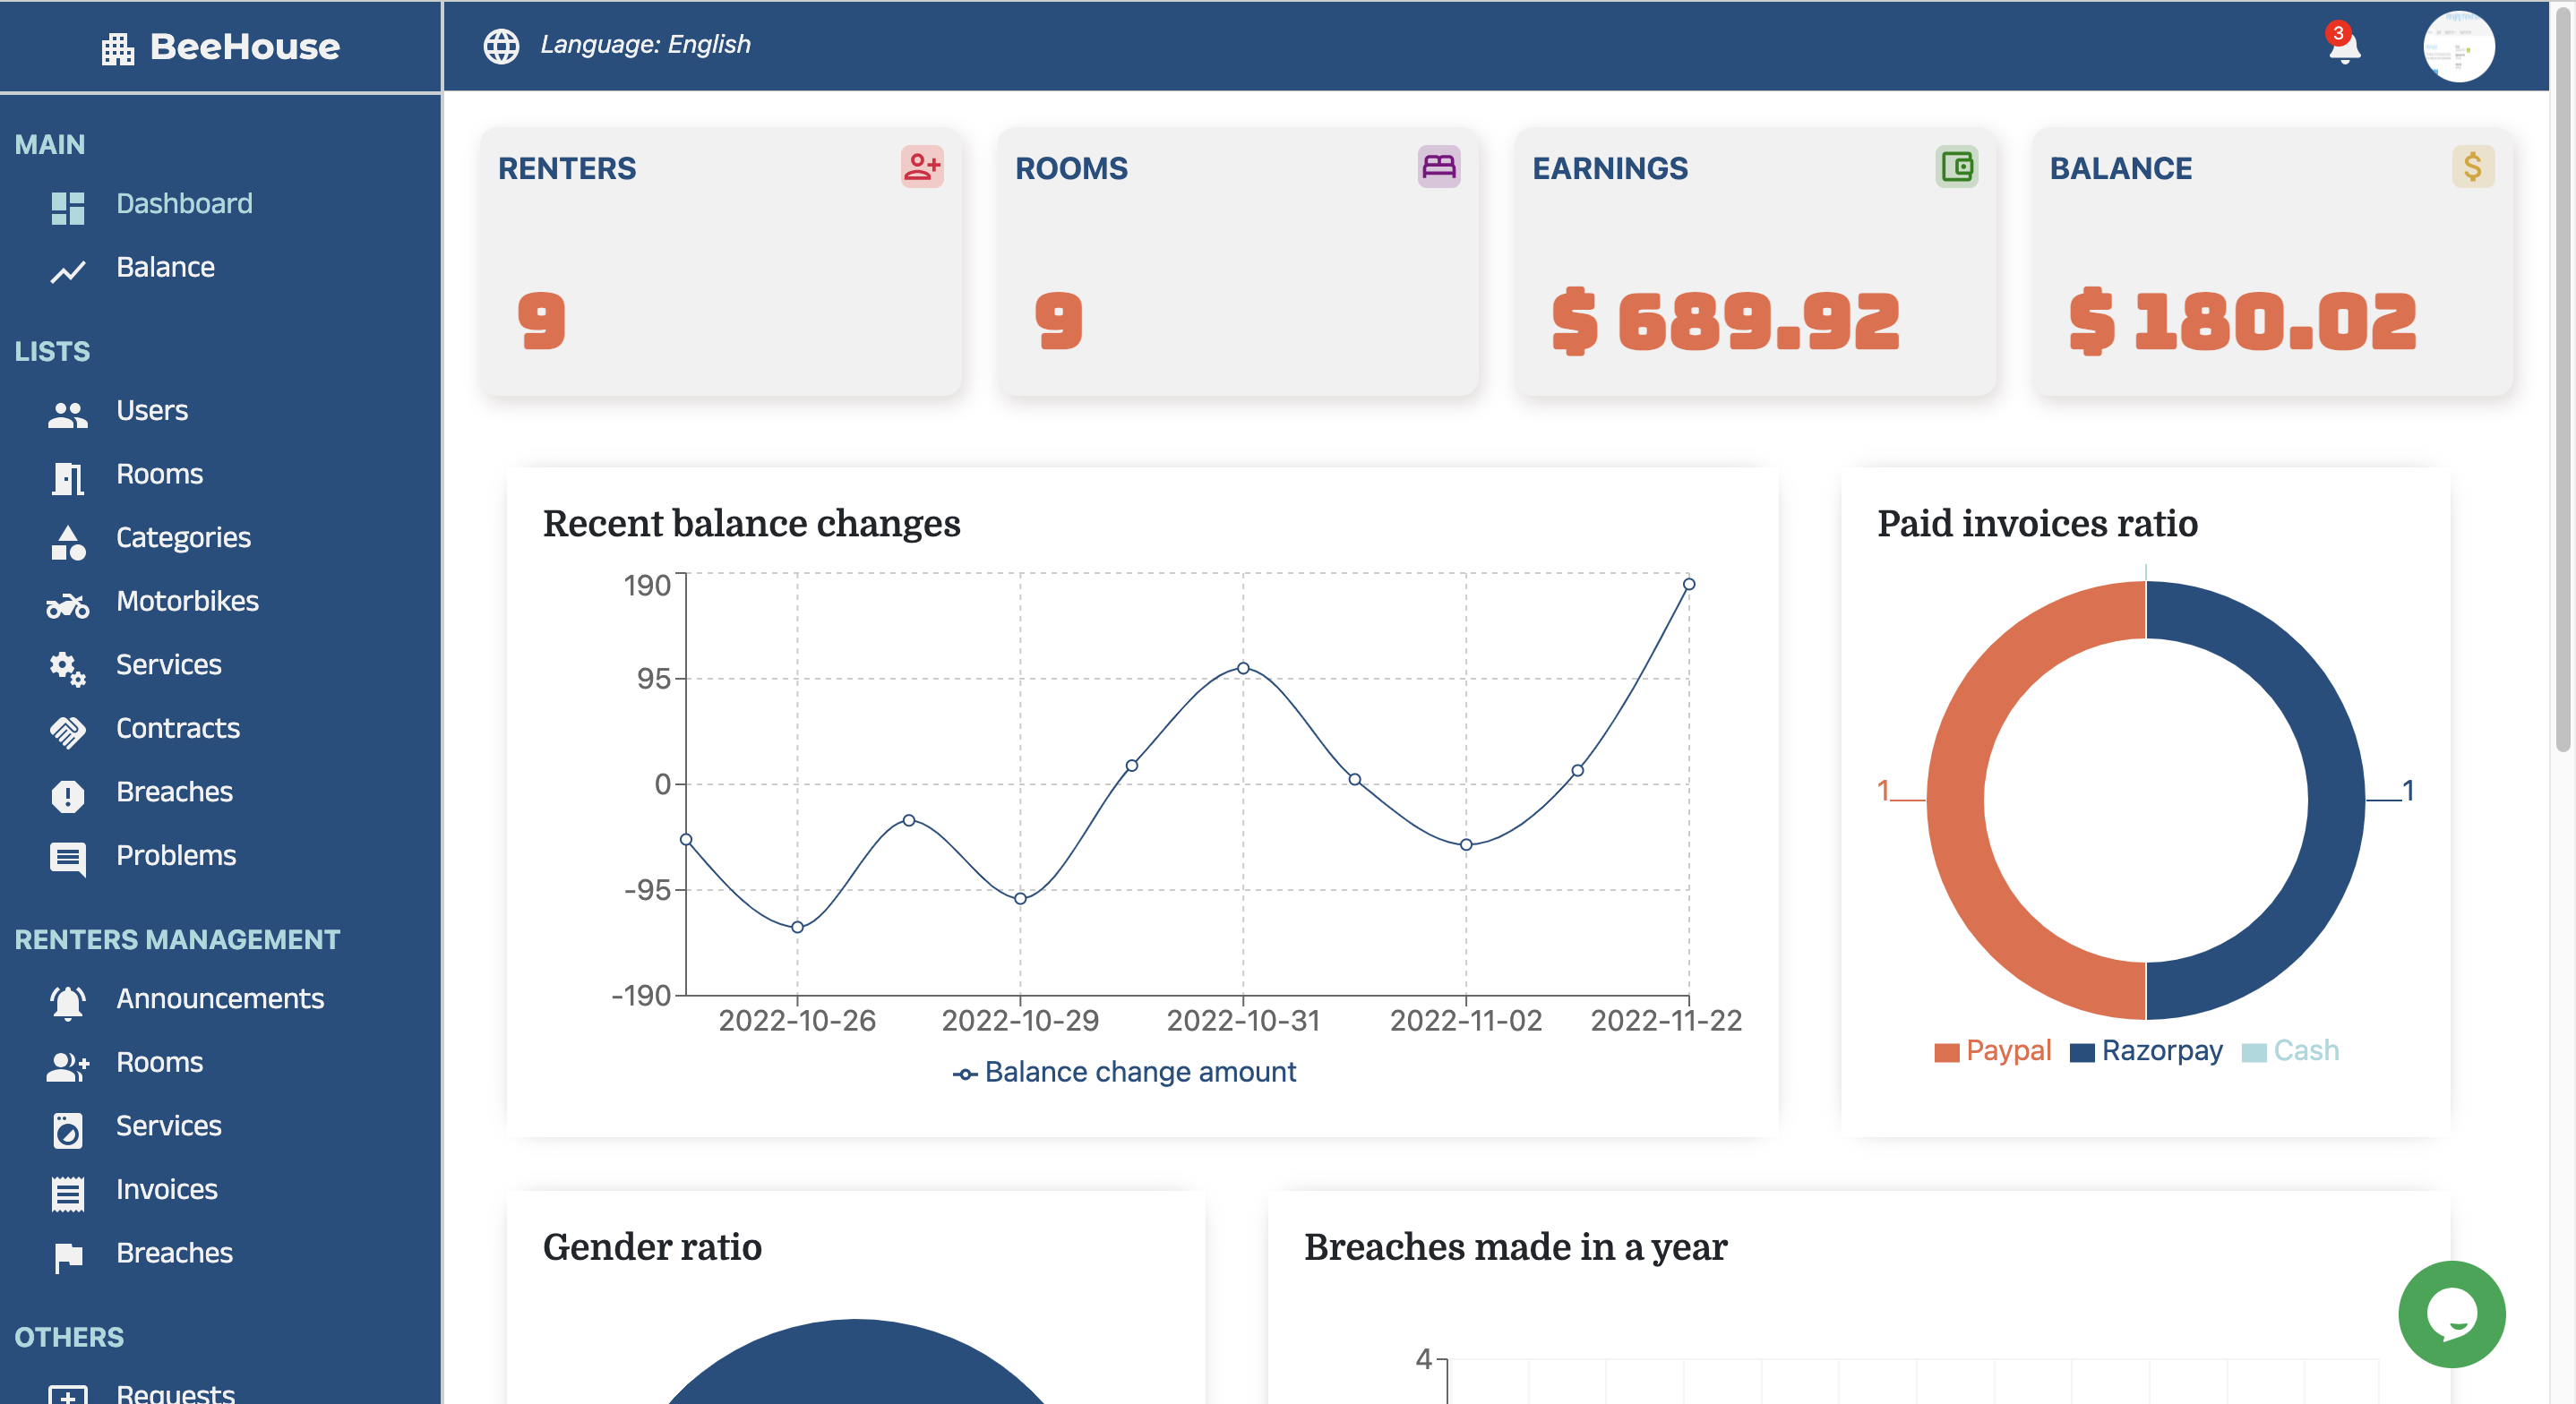 BeeHouse
Language: English
3
MAIN
Dashboard
Balance
LISTS
Users
Rooms
Categories
Motorbikes
Services
Contracts
Breaches
Problems
RENTERS MANAGEMENT
Announcements
Rooms
Services
Invoices
Breaches
OTHERS
Requests
RENTERS
9
ROOMS
9
EARNINGS
$ 689.92
BALANCE
$ 180.02
Recent balance changes
190
95
0
-95
-190
2022-10-26 2022-10-29 2022-10-31 2022-11-02 2022-11-22
Balance change amount
Paid invoices ratio
1 1
Paypal Razorpay Cash
Gender ratio
Breaches made in a year
4